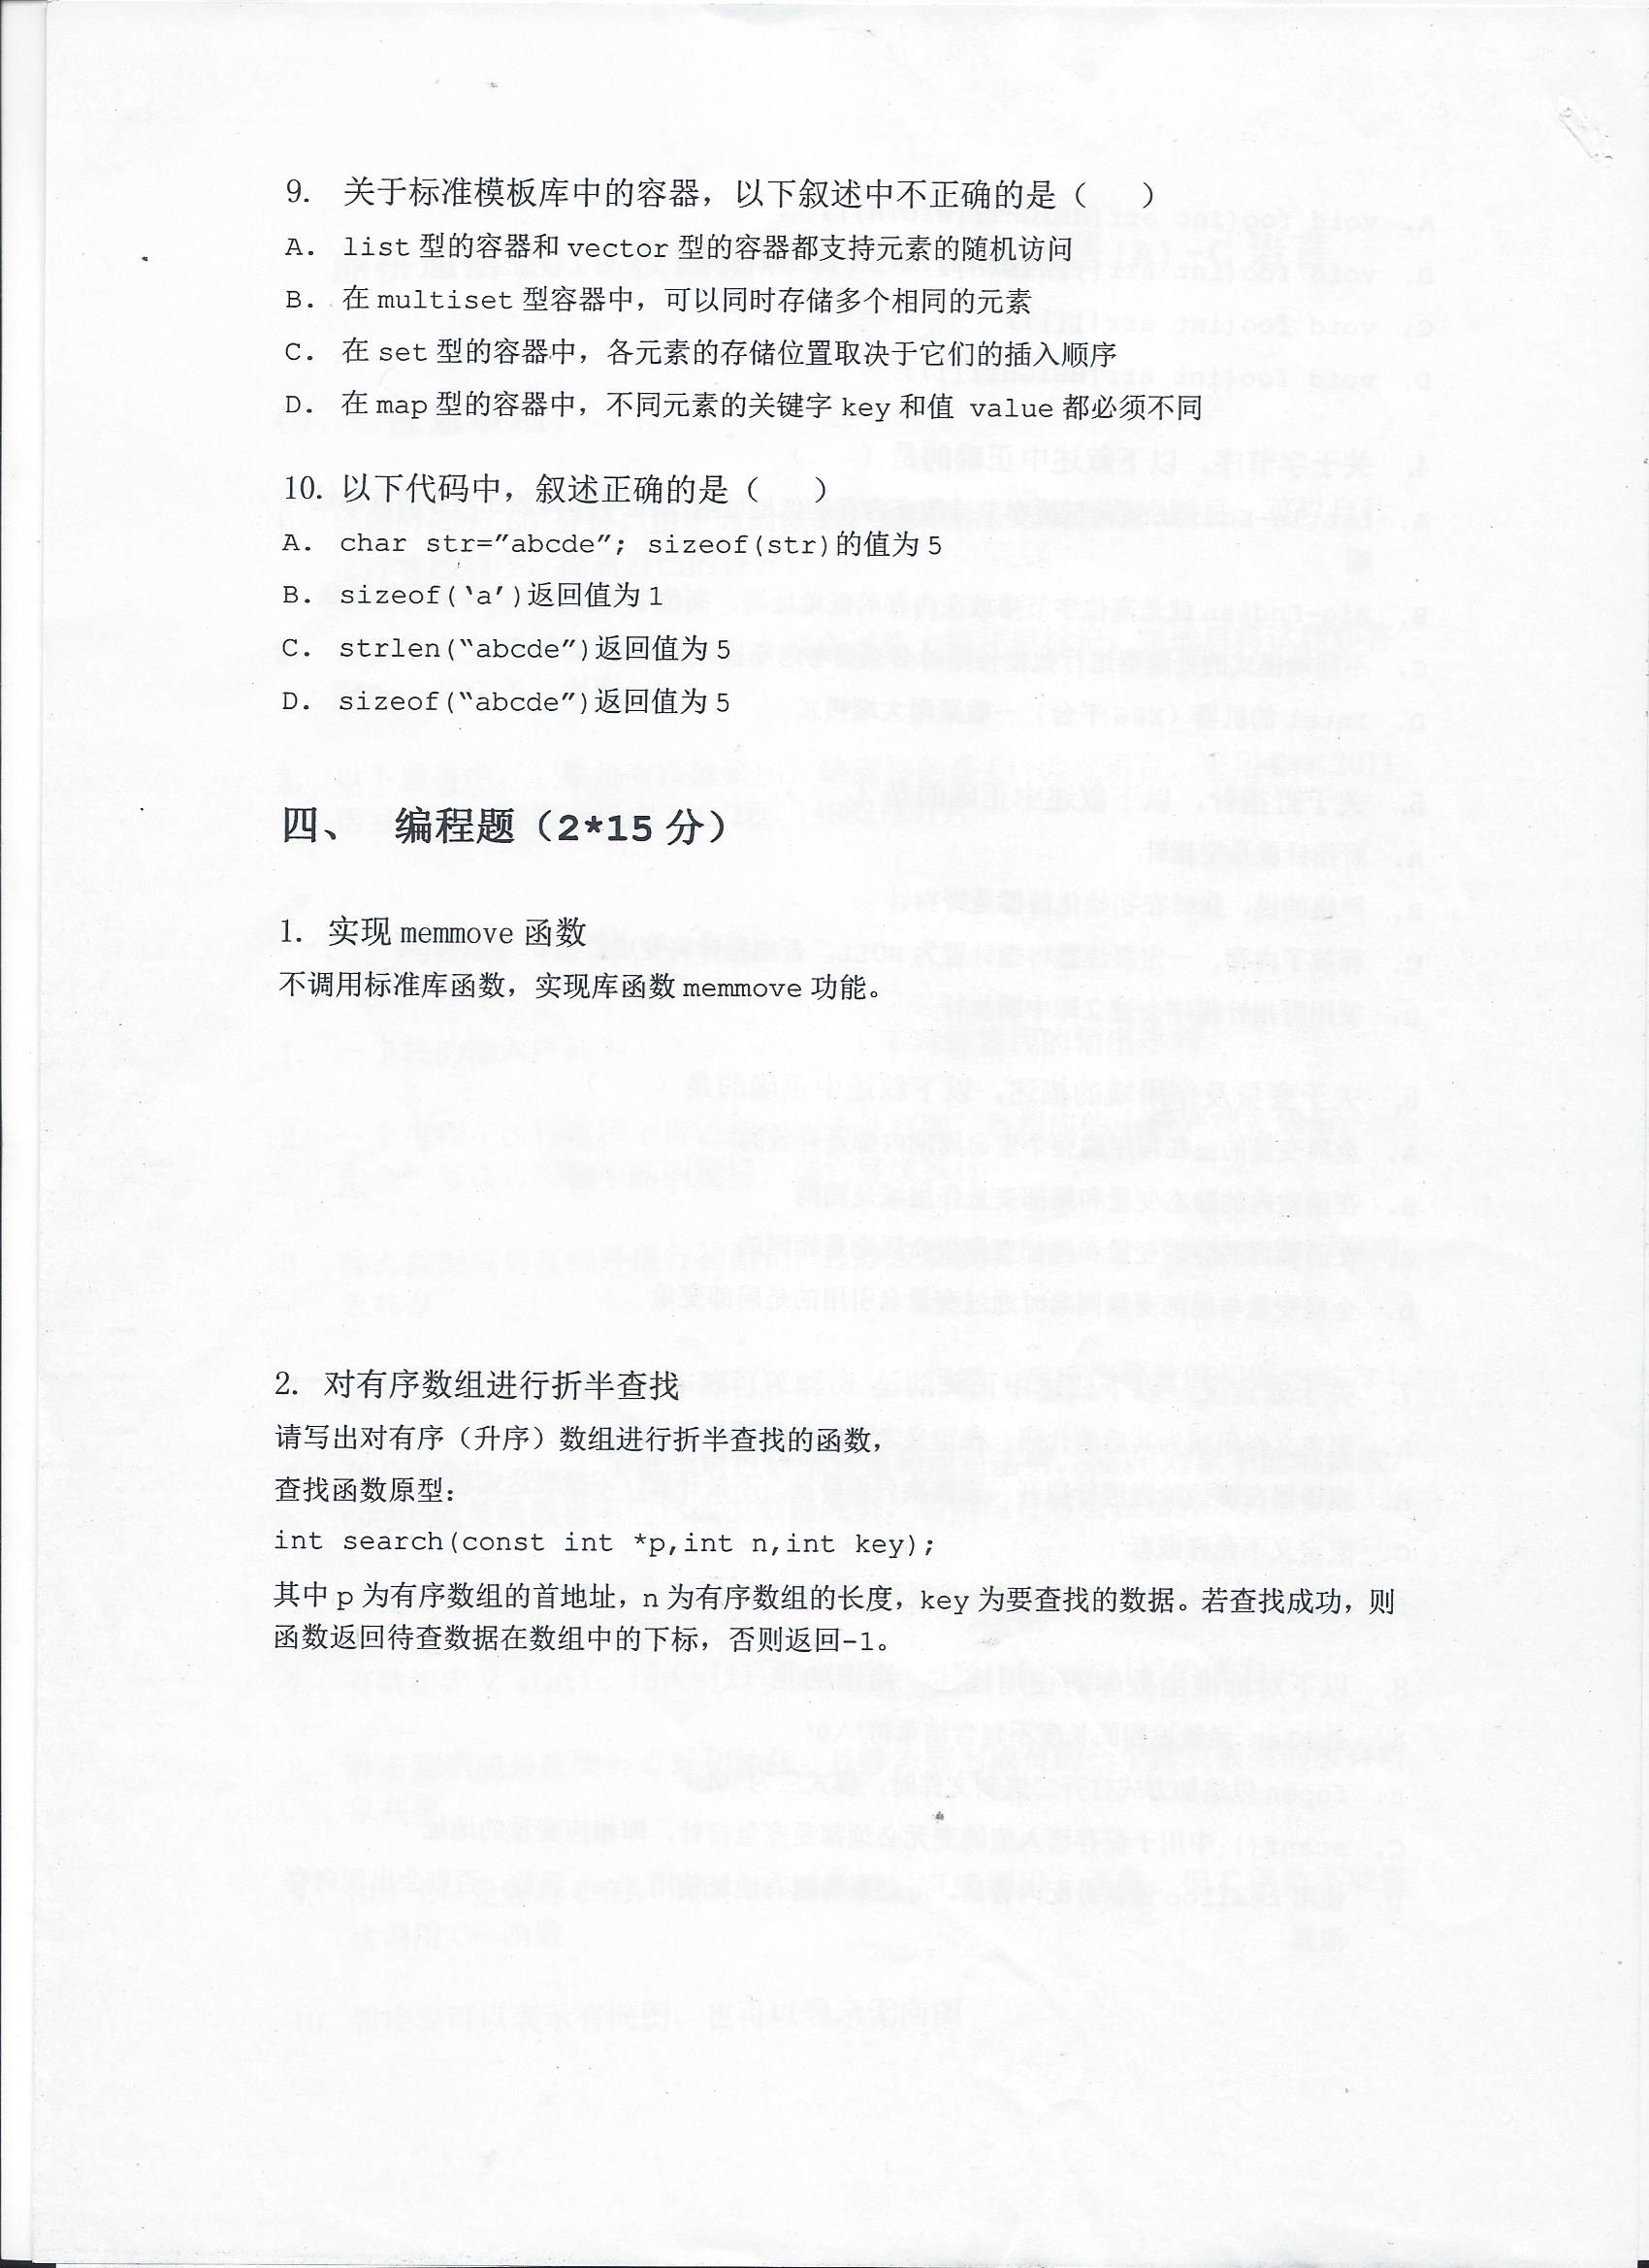 9. 关于标准模板库中的容器，以下叙述中不正确的是（　　）
A. list 型的容器和 vector 型的容器都支持元素的随机访问
B. 在 multiset 型容器中，可以同时存储多个相同的元素
C. 在 set 型的容器中，各元素的存储位置取决于它们的插入顺序
D. 在 map 型的容器中，不同元素的关键字 key 和值 value 都必须不同
10. 以下代码中，叙述正确的是（　　）
A. char str=”abcde”; sizeof(str)的值为 5
B. sizeof(‘a’)返回值为 1
C. strlen(“abcde”)返回值为 5
D. sizeof(“abcde”)返回值为 5
四、 编程题（2*15 分）
1. 实现 memmove 函数
不调用标准库函数，实现库函数 memmove 功能。
2. 对有序数组进行折半查找
请写出对有序（升序）数组进行折半查找的函数，
查找函数原型：
int search(const int *p,int n,int key);
其中 p 为有序数组的首地址，n 为有序数组的长度，key 为要查找的数据。若查找成功，则
函数返回待查数据在数组中的下标，否则返回-1。